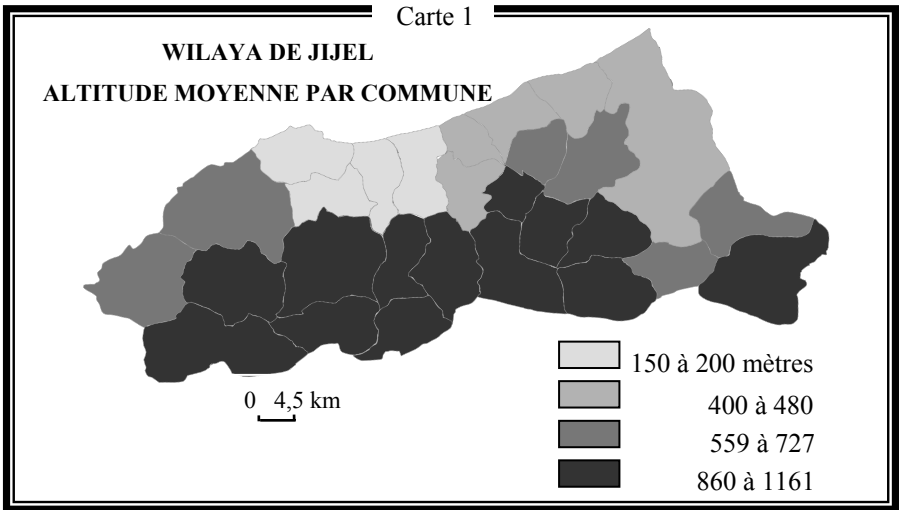 Carte 1
WILAYA DE JIJEL
ALTITUDE MOYENNE PAR COMMUNE
0 4,5 km
150 à 200 mètres
400 à 480
559 à 727
860 à 1161